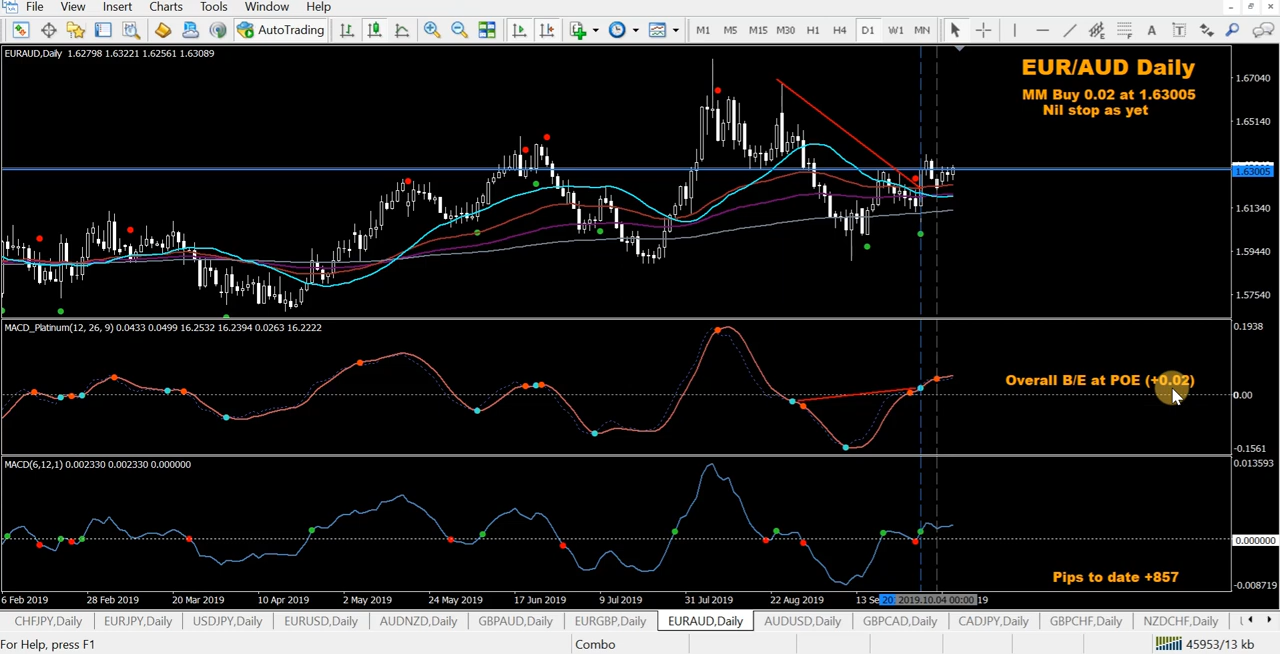 File View Insert Charts Tools Window Help
AutoTrading M1 M5 M15 M30 H1 H4 D1 W1 MN A T
EURAUD,Daily 1.62798 1.63221 1.62561 1.63089
EUR/AUD Daily
MM Buy 0.02 at 1.63005
Nil stop as yet
1.67040
1.65140
1.63005
1.61340
1.59440
1.57540
MACD_Platinum(12, 26, 9) 0.0433 0.0499 16.2532 16.2394 0.0263 16.2222
0.1938
Overall B/E at POE (+0.02)
0.00
-0.1561
MACD(6,12,1) 0.002330 0.002330 0.000000
0.013593
0.000000
Pips to date +857
-0.008719
6 Feb 2019 28 Feb 2019 20 Mar 2019 10 Apr 2019 2 May 2019 24 May 2019 17 Jun 2019 9 Jul 2019 31 Jul 2019 22 Aug 2019 13 Se 20 2019.10.04 00:00 19
CHFJPY,Daily EURJPY,Daily USDJPY,Daily EURUSD,Daily AUDNZD,Daily GBPAUD,Daily EURGBP,Daily EURAUD,Daily AUDUSD,Daily GBPCAD,Daily CADJPY,Daily GBPCHF,Daily NZDCHF,Daily
For Help, press F1 Combo 45953/13 kb